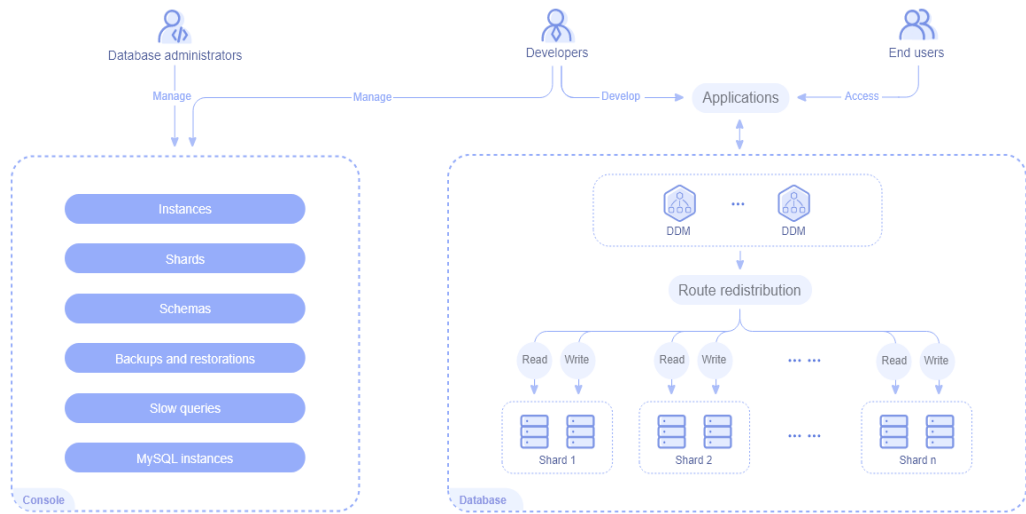 Database administrators
Developers
End users
Manage
Manage
Develop
Applications
Access
Instances
Shards
Schemas
Backups and restorations
Slow queries
MySQL instances
Console
DDM
...
DDM
Route redistribution
Read
Write
Read
Write
... ...
Read
Write
Shard 1
Shard 2
... ...
Shard n
Database